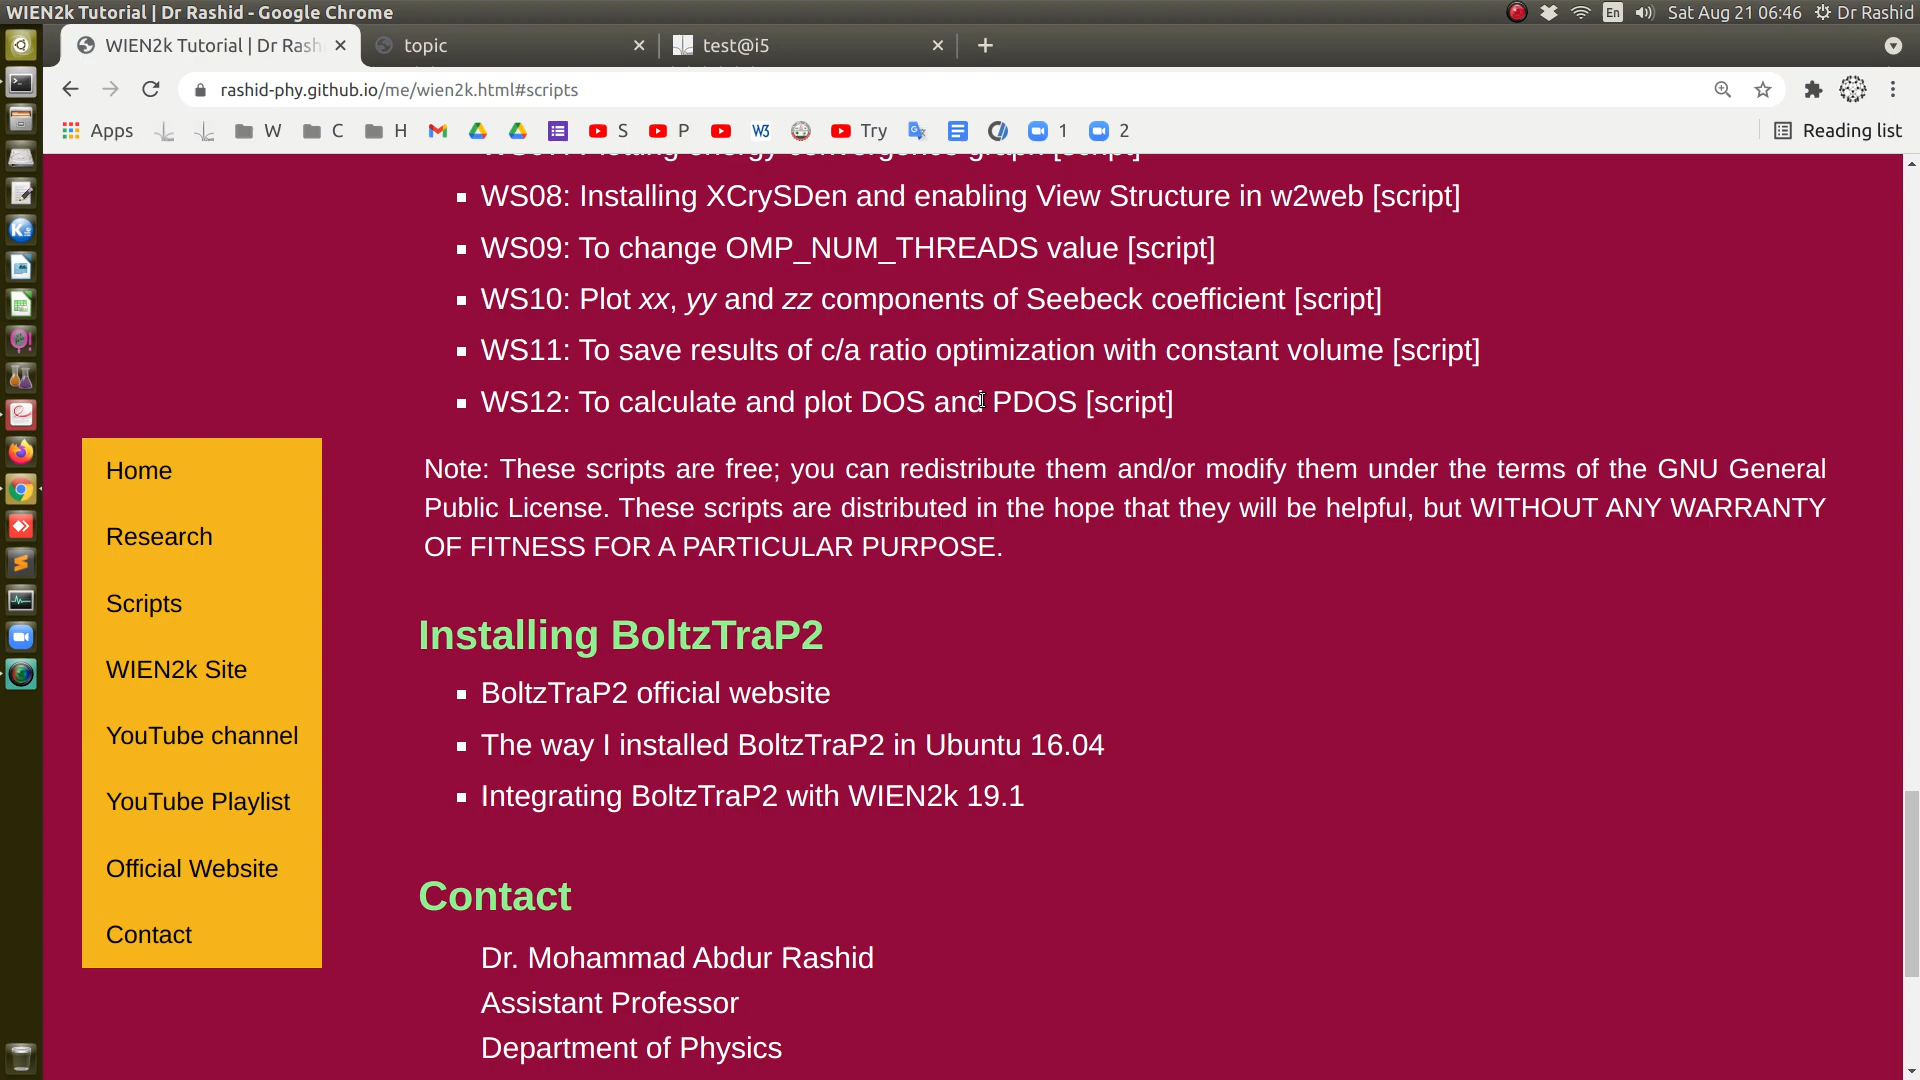 WIEN2k Tutorial | Dr Rashid - Google Chrome
En
Sat Aug 21 06:46
Dr Rashid
WIEN2k Tutorial | Dr Rash
topic
test@i5
rashid-phy.github.io/me/wien2k.html#scripts
Apps
W
C
H
S
P
W3
Try
1
2
Reading list
WS07: Plotting energy convergence graph [script]
WS08: Installing XCrySDen and enabling View Structure in w2web [script]
WS09: To change OMP_NUM_THREADS value [script]
WS10: Plot xx, yy and zz components of Seebeck coefficient [script]
WS11: To save results of c/a ratio optimization with constant volume [script]
WS12: To calculate and plot DOS and PDOS [script]
Note: These scripts are free; you can redistribute them and/or modify them under the terms of the GNU General
Public License. These scripts are distributed in the hope that they will be helpful, but WITHOUT ANY WARRANTY
OF FITNESS FOR A PARTICULAR PURPOSE.
Home
Research
Scripts
WIEN2k Site
YouTube channel
YouTube Playlist
Official Website
Contact
Installing BoltzTraP2
BoltzTraP2 official website
The way I installed BoltzTraP2 in Ubuntu 16.04
Integrating BoltzTraP2 with WIEN2k 19.1
Contact
Dr. Mohammad Abdur Rashid
Assistant Professor
Department of Physics